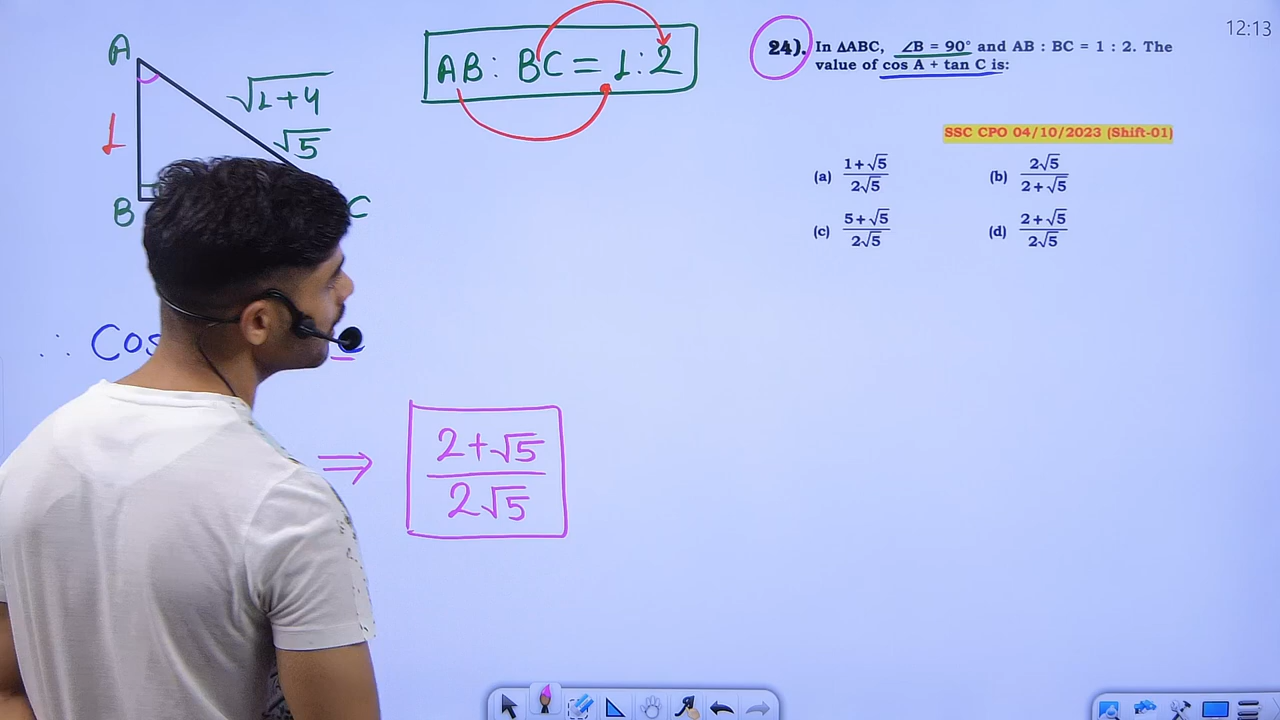 12:13
A
√1+4
√5
1
B
C
AB : BC = 1 : 2
24). In ΔABC, ∠B = 90° and AB : BC = 1 : 2. The
value of cos A + tan C is:
SSC CPO 04/10/2023 (Shift-01)
(a) 1+√5/2√5
(b) 2√5/2+√5
(c) 5+√5/2√5
(d) 2+√5/2√5
∴ Cos
⇒ 2+√5/2√5